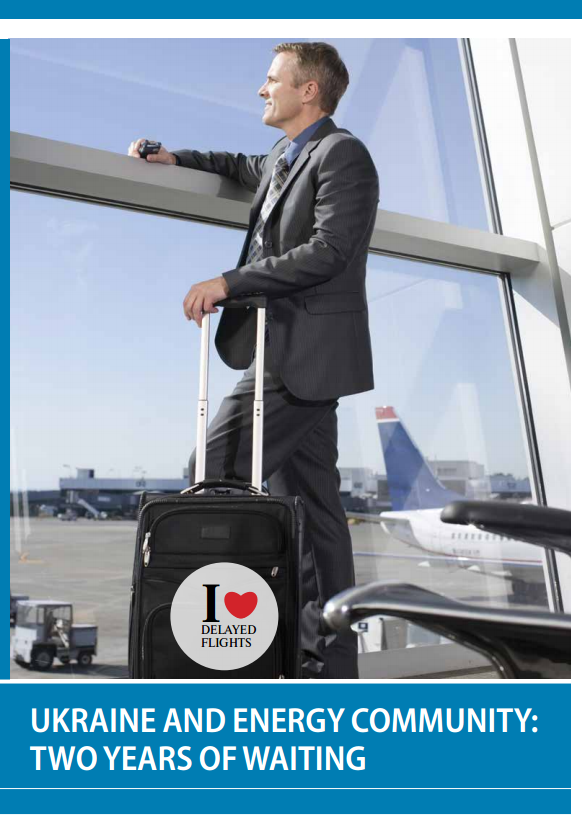 I ❤
DELAYED
FLIGHTS
UKRAINE AND ENERGY COMMUNITY:
TWO YEARS OF WAITING